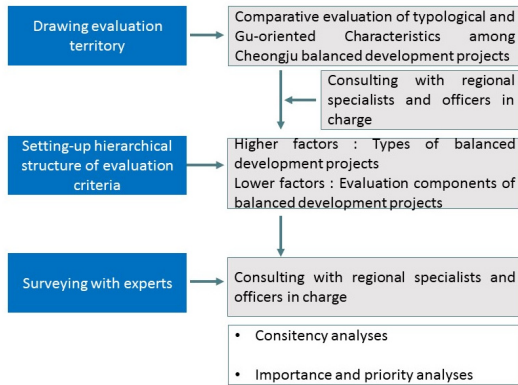 Drawing evaluation
territory
Comparative evaluation of typological and
Gu-oriented Characteristics among
Cheongju balanced development projects
Consulting with regional
specialists and officers in
charge
Setting-up hierarchical
structure of evaluation
criteria
Higher factors : Types of balanced
development projects
Lower factors : Evaluation components of
balanced development projects
Surveying with experts
Consulting with regional specialists and
officers in charge
• Consitency analyses
• Importance and priority analyses